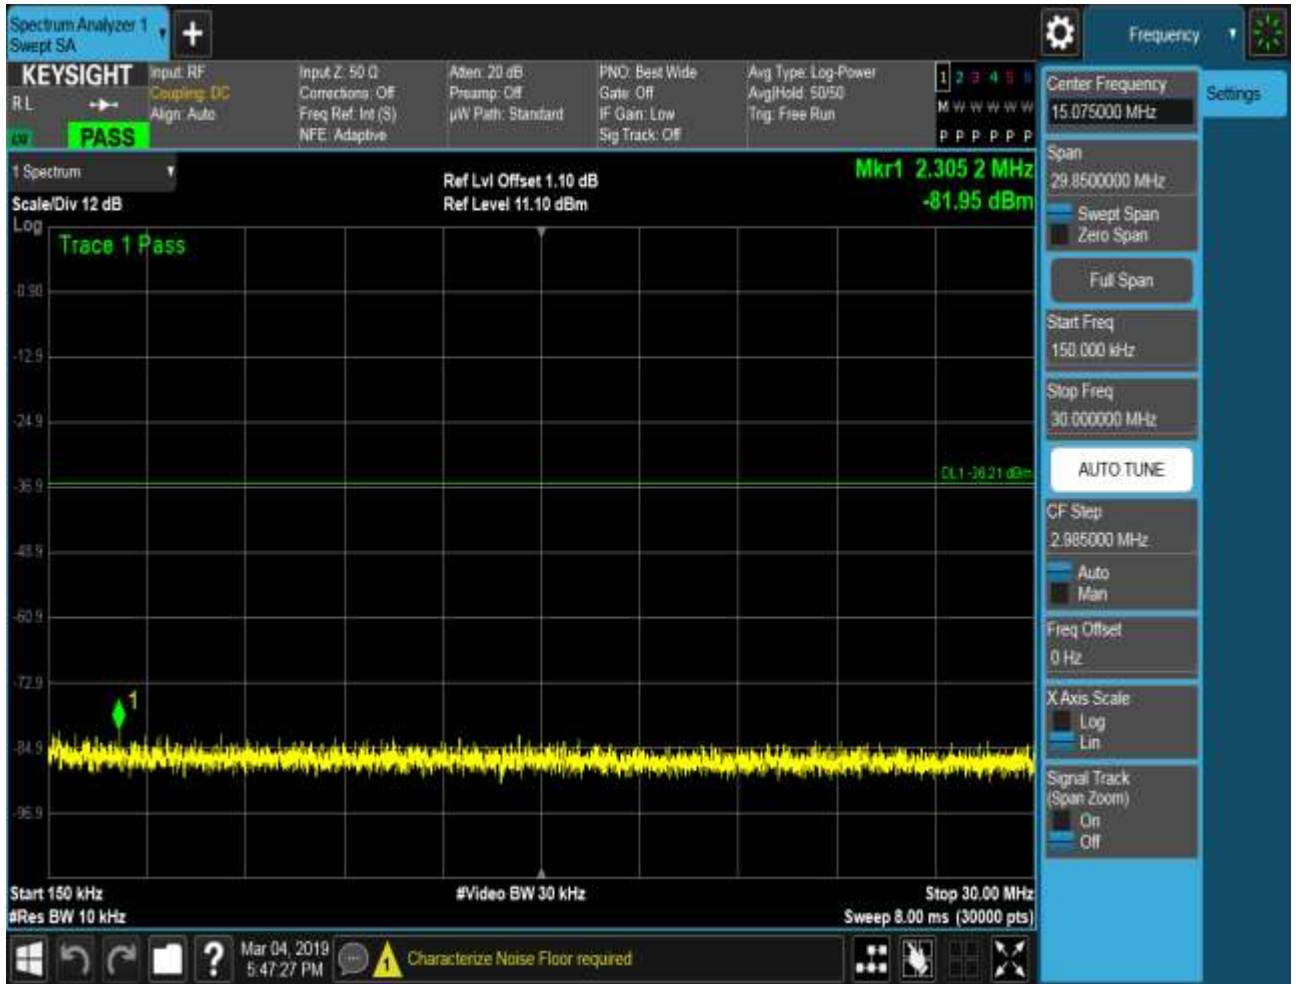 Spectrum Analyzer 1
Swept SA
+
Frequency
KEYSIGHT
R L
PASS
Input: RF
Coupling: DC
Align: Auto
Input Z: 50 Ω
Corrections: Off
Freq Ref: Int (S)
NFE: Adaptive
Atten: 20 dB
Preamp: Off
µW Path: Standard
PNO: Best Wide
Gate: Off
IF Gain: Low
Sig Track: Off
Avg Type: Log-Power
Avg|Hold: 50/50
Trig: Free Run
1 2 3 4 5 6
M W W W W W
P P P P P P
1 Spectrum
Scale/Div 12 dB
Log
Ref Lvl Offset 1.10 dB
Ref Level 11.10 dBm
Mkr1 2.305 2 MHz
-81.95 dBm
Trace 1 Pass
-0.90
-12.9
-24.9
-36.9
-48.9
-60.9
-72.9
-84.9
-96.9
DL1 -36.21 dBm
1
Start 150 kHz
#Res BW 10 kHz
#Video BW 30 kHz
Stop 30.00 MHz
Sweep 8.00 ms (30000 pts)
Center Frequency
15.075000 MHz
Settings
Span
29.8500000 MHz
Swept Span
Zero Span
Full Span
Start Freq
150.000 kHz
Stop Freq
30.000000 MHz
AUTO TUNE
CF Step
2.985000 MHz
Auto
Man
Freq Offset
0 Hz
X Axis Scale
Log
Lin
Signal Track
(Span Zoom)
On
Off
?
Mar 04, 2019
5:47:27 PM
1
Characterize Noise Floor required